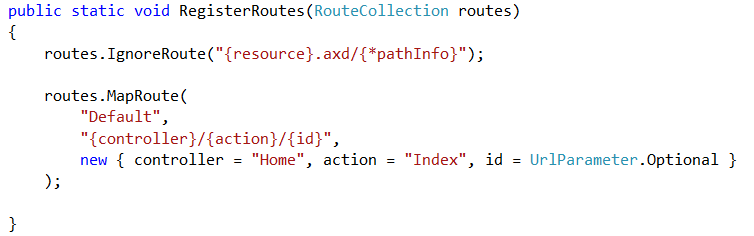 public static void RegisterRoutes(RouteCollection routes)
{
routes.IgnoreRoute("{resource}.axd/{*pathInfo}");
routes.MapRoute(
"Default",
"{controller}/{action}/{id}",
new { controller = "Home", action = "Index", id = UrlParameter.Optional }
);
}